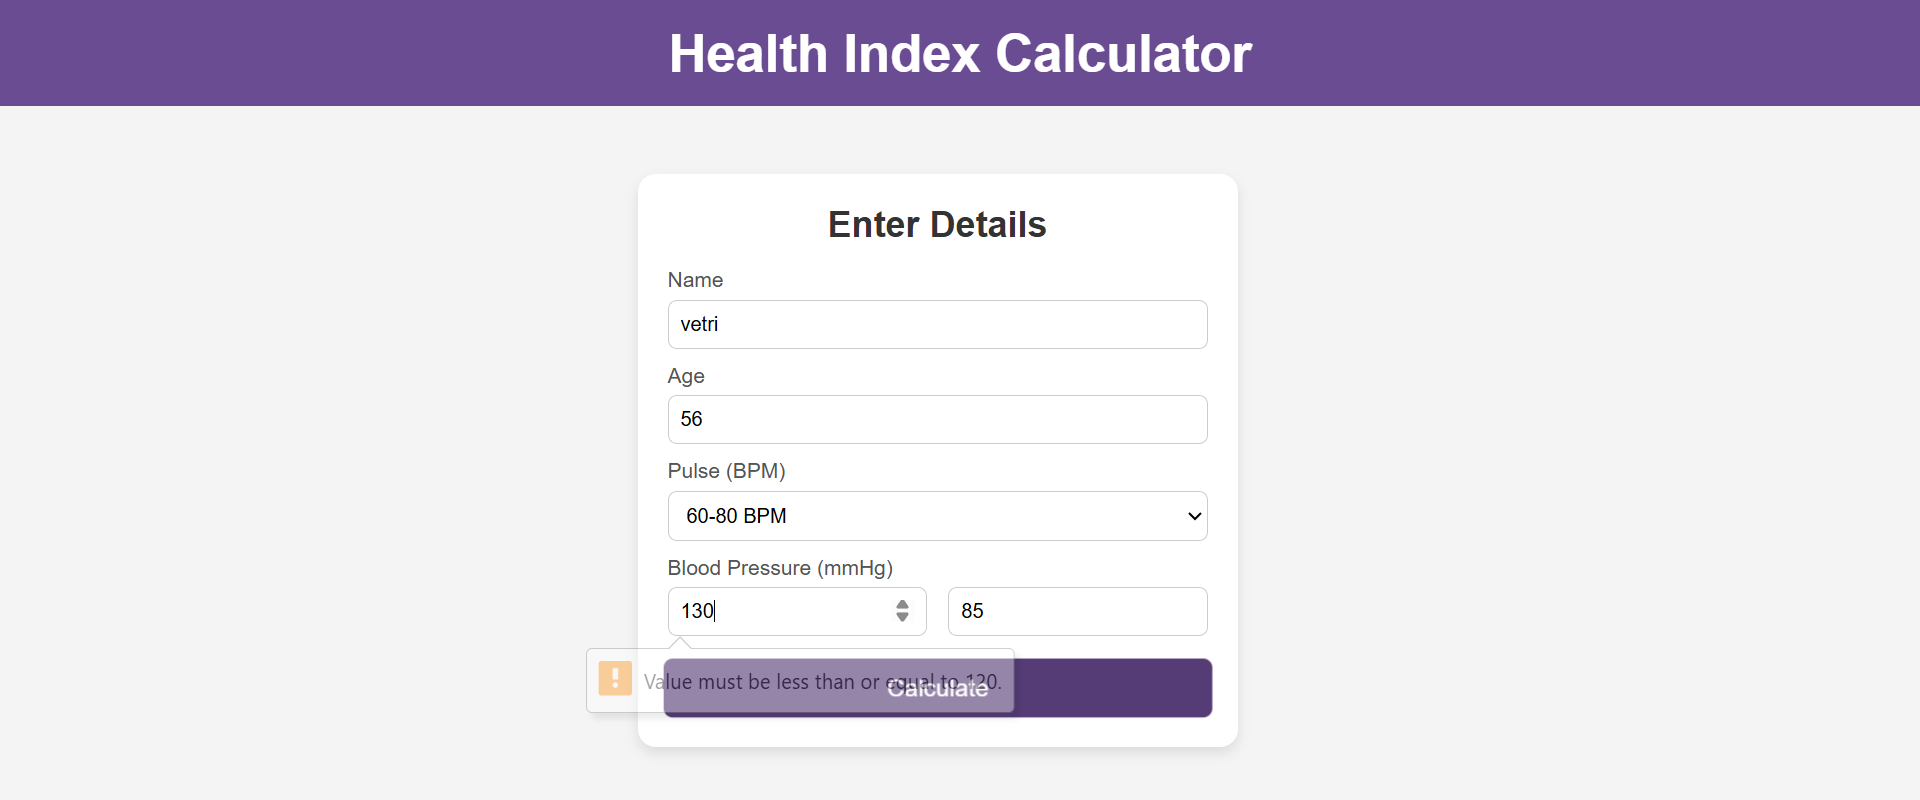 Health Index Calculator
Enter Details
Name
vetri
Age
56
Pulse (BPM)
60-80 BPM
Blood Pressure (mmHg)
130 85
Value must be less than or equal to 120.
Calculate